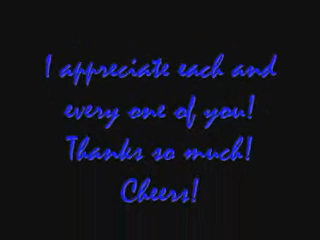 I appreciate each and
every one of you!
Thanks so much!
Cheers!